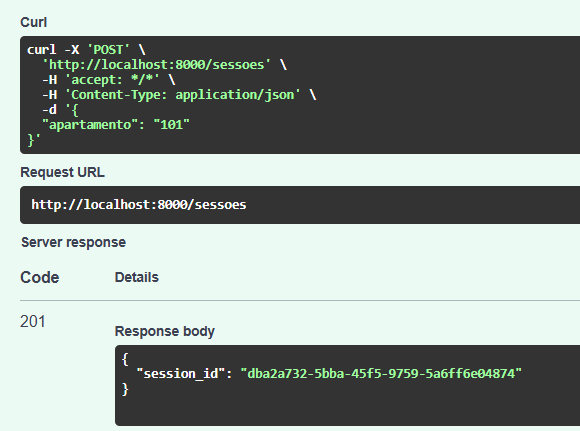 Curl
curl -X 'POST' \
'http://localhost:8000/sessoes' \
-H 'accept: */*' \
-H 'Content-Type: application/json' \
-d '{
"apartamento": "101"
}'
Request URL
http://localhost:8000/sessoes
Server response
Code Details
201
Response body
{
"session_id": "dba2a732-5bba-45f5-9759-5a6ff6e04874"
}